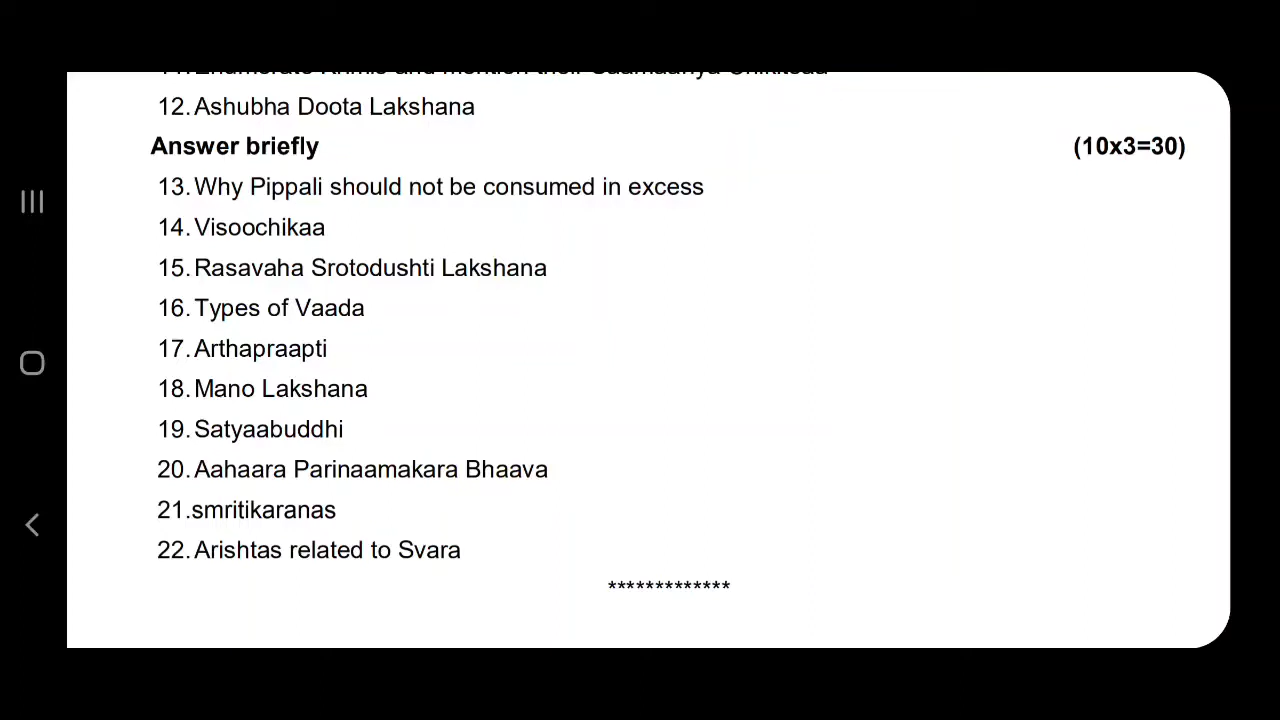 12. Ashubha Doota Lakshana
Answer briefly (10x3=30)
13. Why Pippali should not be consumed in excess
14. Visoochikaa
15. Rasavaha Srotodushti Lakshana
16. Types of Vaada
17. Arthapraapti
18. Mano Lakshana
19. Satyaabuddhi
20. Aahaara Parinaamakara Bhaava
21.smritikaranas
22. Arishtas related to Svara
*************